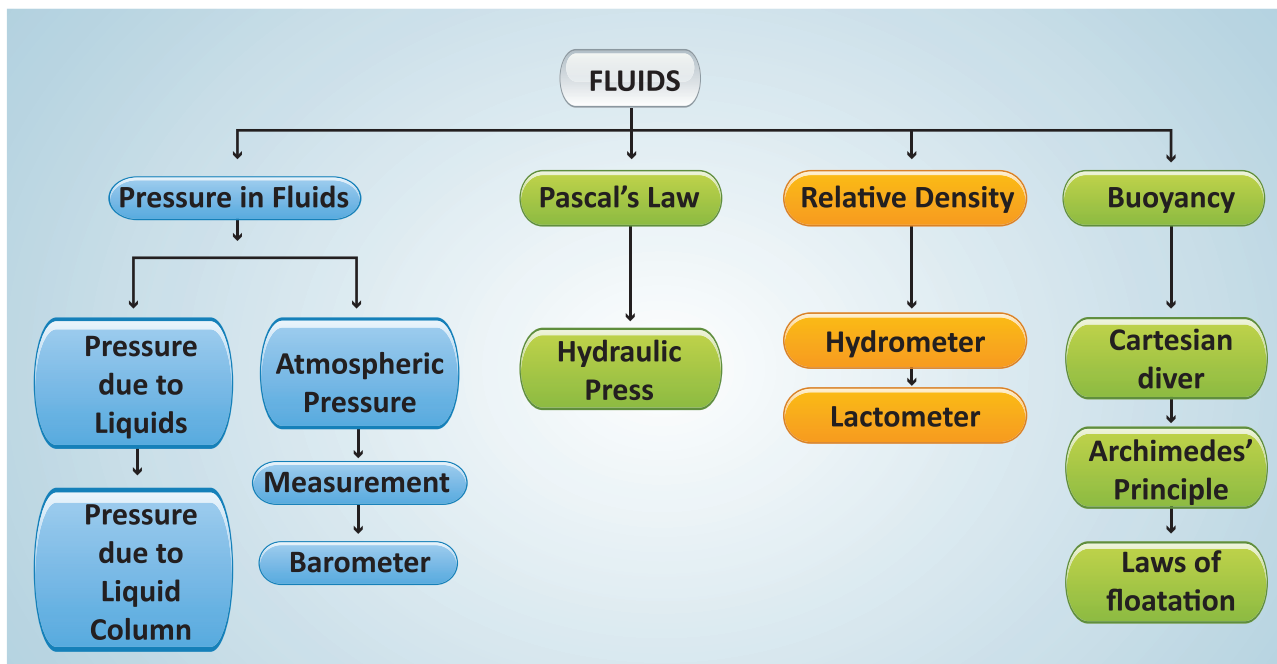 FLUIDS
Pressure in Fluids
Pascal’s Law
Relative Density
Buoyancy
Pressure
due to
Liquids
Atmospheric
Pressure
Hydraulic
Press
Hydrometer
Cartesian
diver
Lactometer
Measurement
Archimedes’
Principle
Pressure
due to
Liquid
Column
Barometer
Laws of
floatation